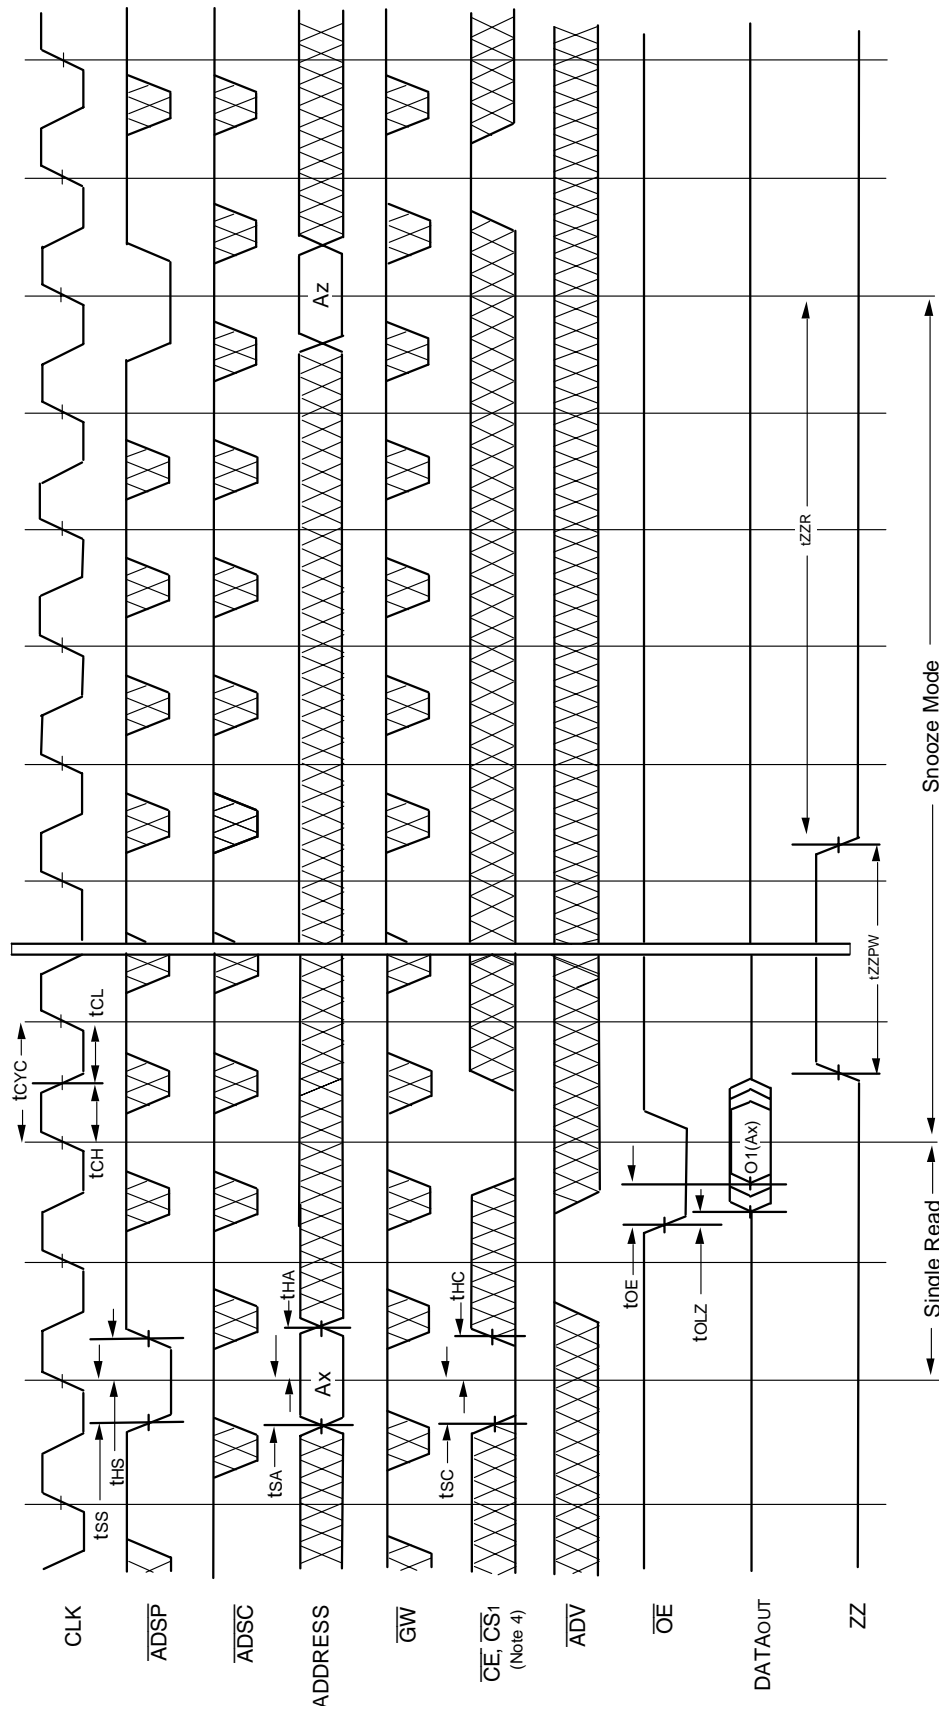 CLK
tCYC
tCH
tCL
tSS
tHS
ADSP
ADSC
ADDRESS
tSA
tHA
Ax
Az
GW
CE, CS1
(Note 4)
tSC
tHC
ADV
OE
tOE
tOLZ
DATAOUT
O1(Ax)
tZZR
ZZ
tZZPW
Single Read
Snooze Mode